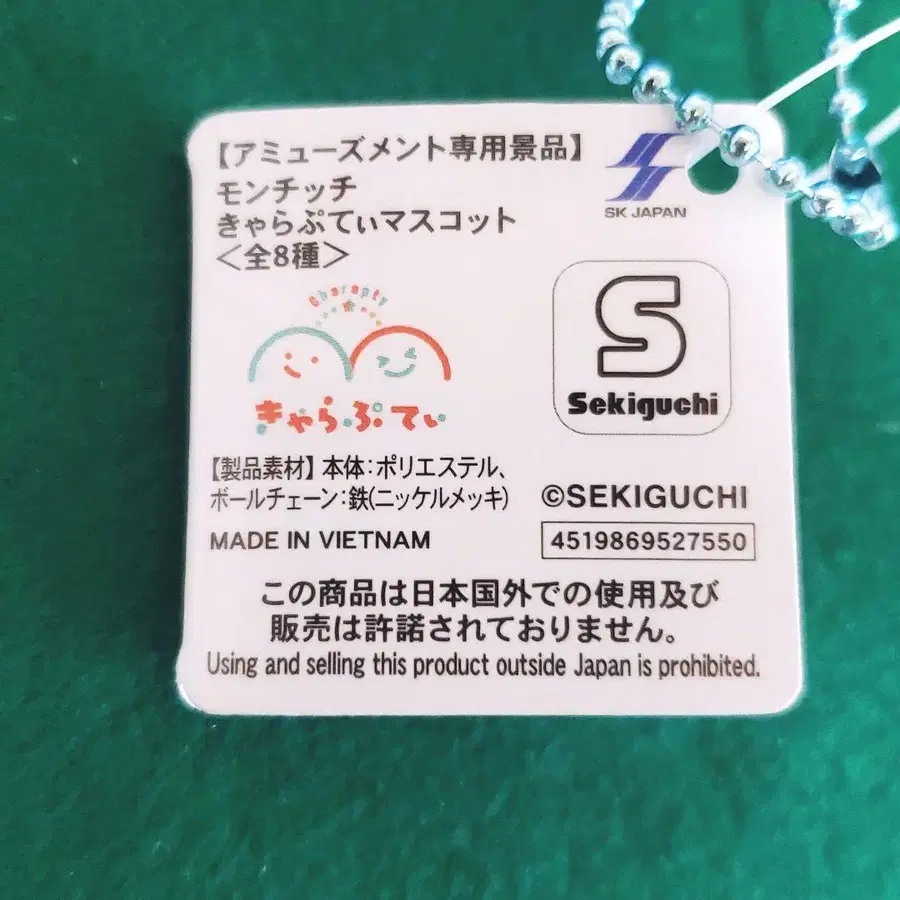 【アミューズメント専用景品】
モンチッチ
きゃらぷてぃマスコット
＜全8種＞
SK JAPAN
Charapty
きゃらぷてぃ
S
Sekiguchi
【製品素材】本体：ポリエステル、
ボールチェーン：鉄(ニッケルメッキ)
©SEKIGUCHI
MADE IN VIETNAM
4519869527550
この商品は日本国外での使用及び
販売は許諾されておりません。
Using and selling this product outside Japan is prohibited.